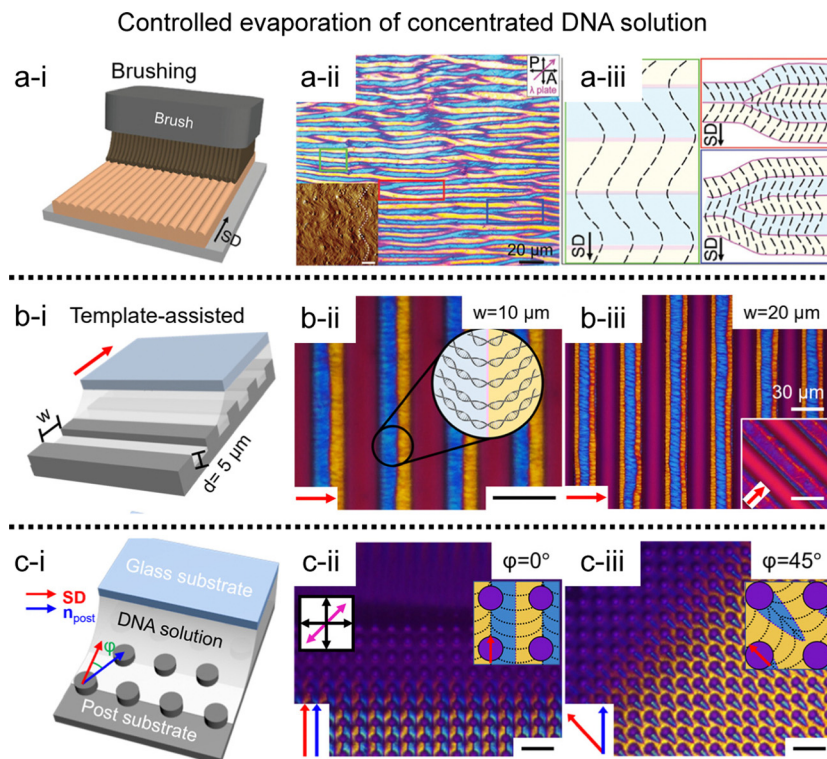 Controlled evaporation of concentrated DNA solution
a-i
Brushing
Brush
SD
a-ii
P
A
λ plate
20 μm
a-iii
SD
SD
SD
b-i
Template-assisted
w
d= 5 μm
b-ii
w=10 μm
b-iii
w=20 μm
30 μm
c-i
Glass substrate
SD
n post
DNA solution
φ
Post substrate
c-ii
φ=0°
c-iii
φ=45°